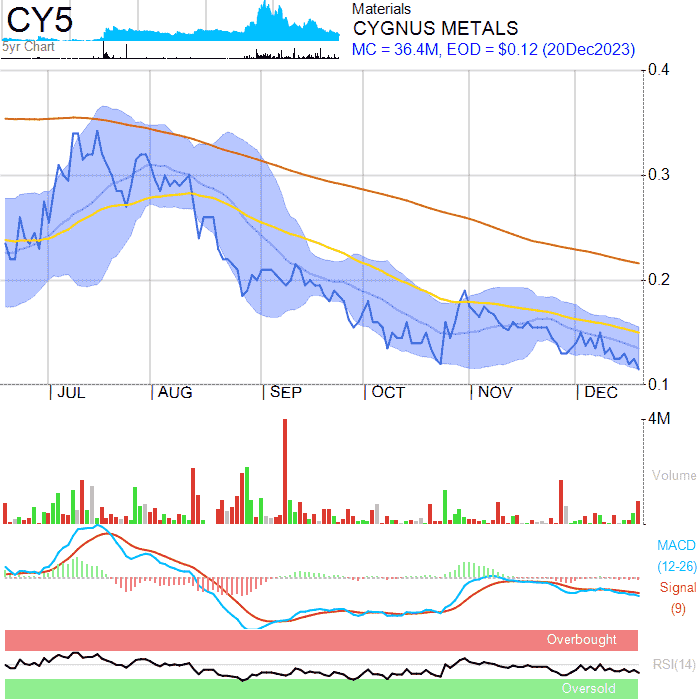 CY5
5yr Chart
Materials
CYGNUS METALS
MC = 36.4M, EOD = $0.12 (20Dec2023)
0.4
0.3
0.2
0.1
JUL
AUG
SEP
OCT
NOV
DEC
4M
Volume
MACD
(12-26)
Signal
(9)
Overbought
RSI(14)
Oversold